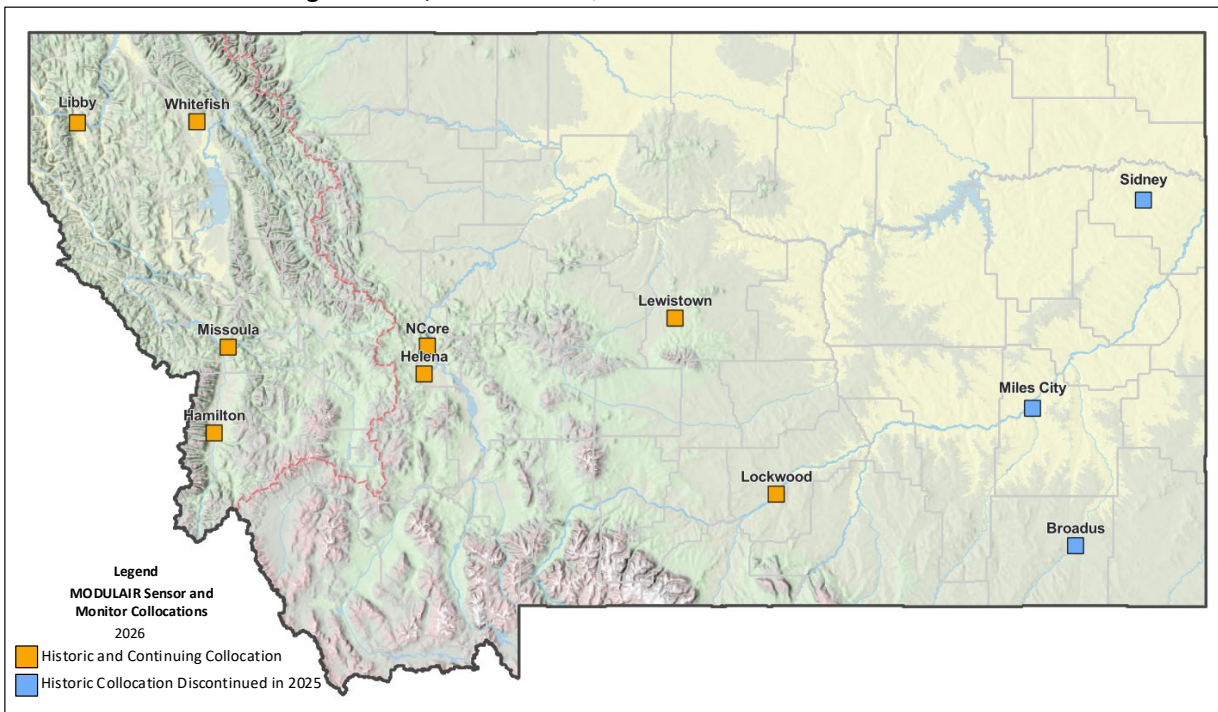 Libby
Whitefish
Sidney
Lewistown
NCore
Missoula
Helena
Miles City
Hamilton
Lockwood
Broadus
Legend
MODULAIR Sensor and
Monitor Collocations
2026
Historic and Continuing Collocation
Historic Collocation Discontinued in 2025